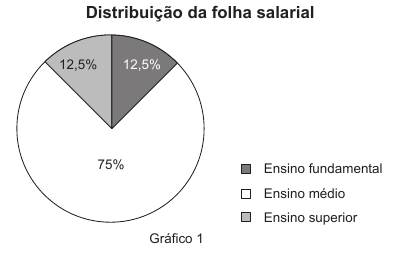 Distribuição da folha salarial
12,5%
12,5%
75%
Ensino fundamental
Ensino médio
Ensino superior
Gráfico 1